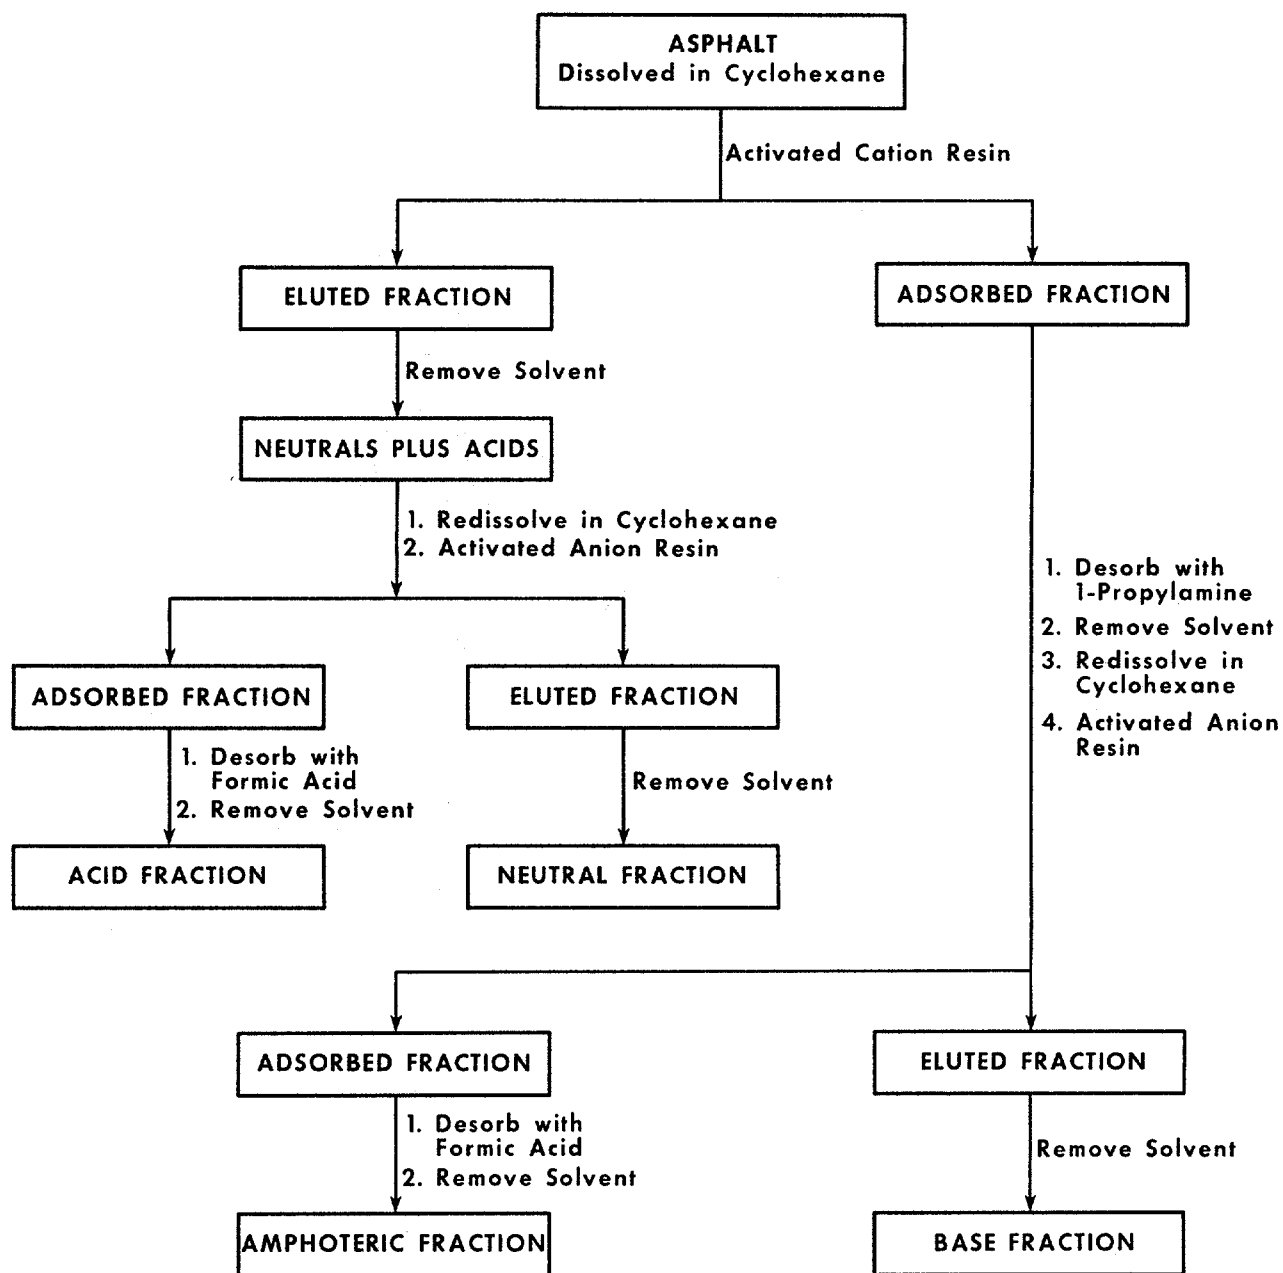 ASPHALT
Dissolved in Cyclohexane
Activated Cation Resin
ELUTED FRACTION
ADSORBED FRACTION
Remove Solvent
NEUTRALS PLUS ACIDS
1. Redissolve in Cyclohexane
2. Activated Anion Resin
1. Desorb with
1-Propylamine
2. Remove Solvent
3. Redissolve in
Cyclohexane
4. Activated Anion
Resin
ADSORBED FRACTION
ELUTED FRACTION
1. Desorb with
Formic Acid
2. Remove Solvent
Remove Solvent
ACID FRACTION
NEUTRAL FRACTION
ADSORBED FRACTION
ELUTED FRACTION
1. Desorb with
Formic Acid
2. Remove Solvent
Remove Solvent
AMPHOTERIC FRACTION
BASE FRACTION